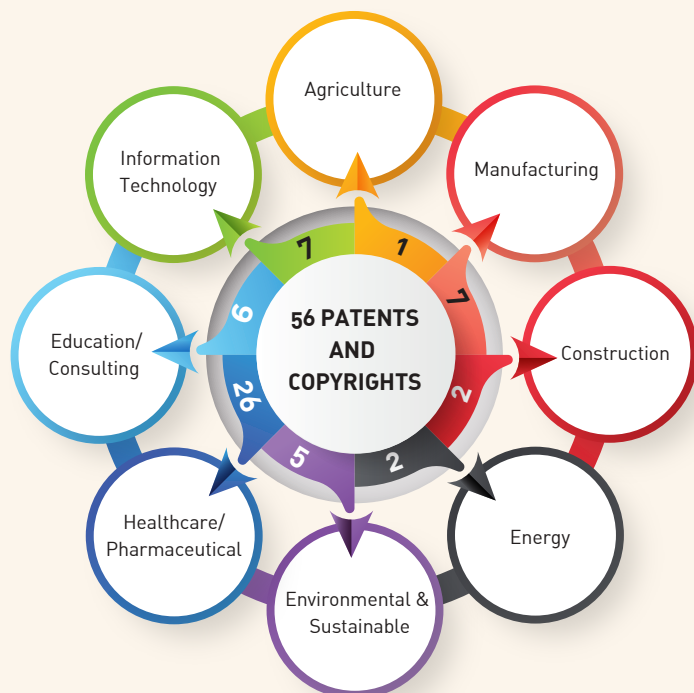 Agriculture
Manufacturing
Construction
Energy
Environmental &
Sustainable
Healthcare/
Pharmaceutical
Education/
Consulting
Information
Technology
1
7
2
2
5
26
6
7
56 PATENTS
AND
COPYRIGHTS